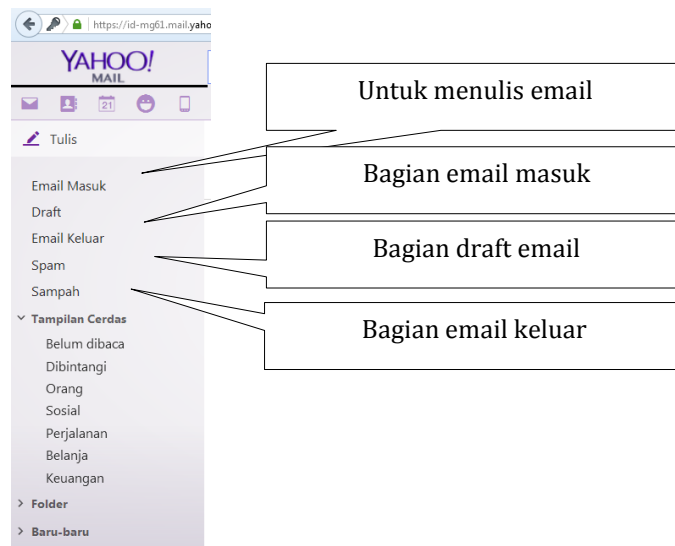 https://id-mg61.mail.yaho
YAHOO!
MAIL
21
Tulis
Email Masuk
Draft
Email Keluar
Spam
Sampah
Tampilan Cerdas
Belum dibaca
Dibintangi
Orang
Sosial
Perjalanan
Belanja
Keuangan
Folder
Baru-baru
Untuk menulis email
Bagian email masuk
Bagian draft email
Bagian email keluar